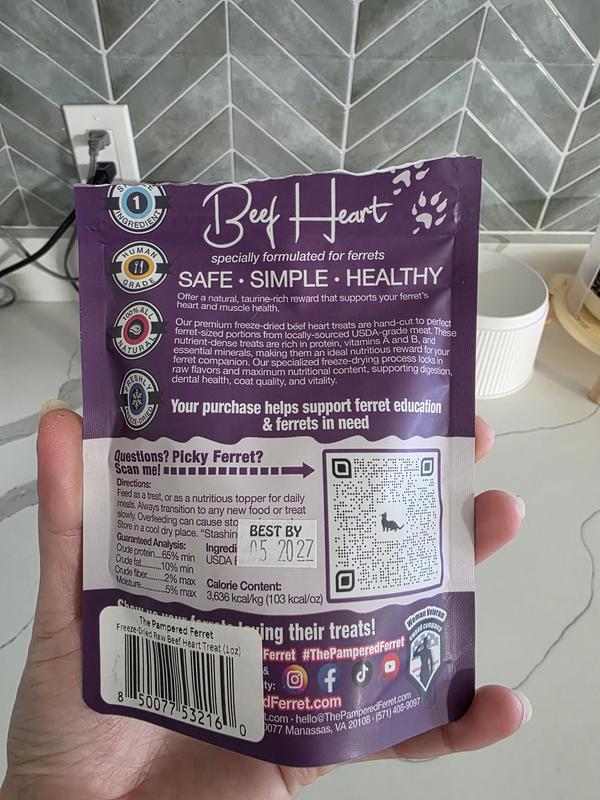 1
INGREDIENT
HUMAN
GRADE
100% ALL
NATURAL
Beef Heart
specially formulated for ferrets
SAFE • SIMPLE • HEALTHY
Offer a natural, taurine-rich reward that supports your ferret's
heart and muscle health.
Our premium freeze-dried beef heart treats are hand-cut to perfect
ferret-sized portions from locally-sourced USDA-grade meat. These
nutrient-dense treats are rich in protein, vitamins A and B, and
essential minerals, making them an ideal nutritious reward for your
ferret companion. Our specialized freeze-drying process locks in
raw flavors and maximum nutritional content, supporting digestion,
dental health, coat quality, and vitality.
Your purchase helps support ferret education
& ferrets in need
Questions? Picky Ferret?
Scan me!
Directions:
Feed as a treat, or as a nutritious topper for daily
meals. Always transition to any new food or treat
slowly. Overfeeding can cause
Store in a cool dry place.
BEST BY
05 2027
Guaranteed Analysis:
Crude protein...65% min
Crude fat...10% min
Crude fiber...2% max
Moisture...5% max
USDA
Calorie Content:
3,636 kcal/kg (103 kcal/oz)
their treats!
Ferret #ThePamperedFerret
dFerret.com
t.com • hello@ThePamperedFerret.com
0077 Manassas, VA 20108 • (571) 408-9097
Woman Veteran
owned company
The Pampered Ferret
Freeze-Dried Raw Beef Heart Treat (1oz)
8 50077 53216 0